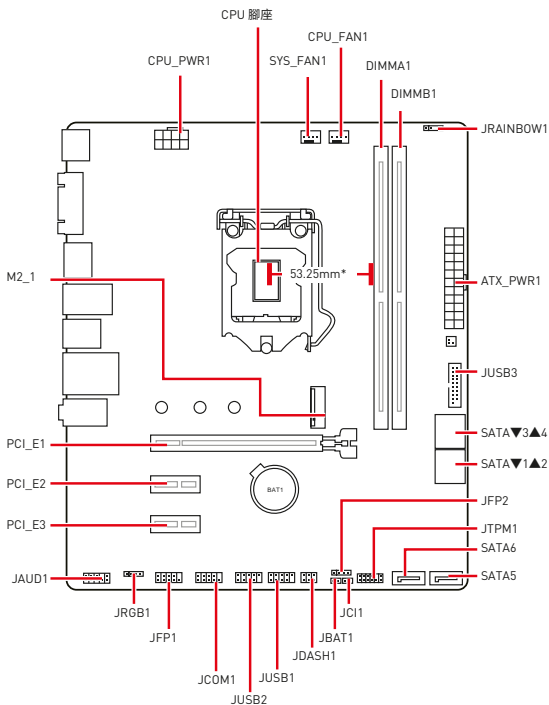 CPU 腳座
CPU_FAN1
CPU_PWR1
SYS_FAN1
DIMMA1
DIMMB1
JRAINBOW1
53.25mm*
M2_1
ATX_PWR1
JUSB3
PCI_E1
SATA▼3▲4
SATA▼1▲2
PCI_E2
BAT1
JFP2
PCI_E3
JTPM1
SATA6
JAUD1
SATA5
JRGB1
JCI1
JFP1
JBAT1
JDASH1
JCOM1
JUSB1
JUSB2